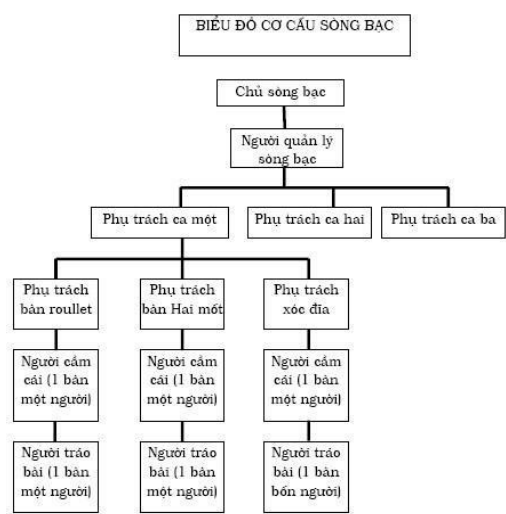 BIỂU ĐỒ CƠ CẤU SÒNG BẠC
Chủ sòng bạc
Người quản lý
sòng bạc
Phụ trách ca một
Phụ trách ca hai
Phụ trách ca ba
Phụ trách
bàn roullet
Phụ trách
bàn Hai mốt
Phụ trách
xóc đĩa
Người cầm
cái (1 bàn
một người)
Người cầm
cái (1 bàn
một người)
Người cầm
cái (1 bàn
một người)
Người tráo
bài (1 bàn
một người)
Người tráo
bài (1 bàn
một người)
Người tráo
bài (1 bàn
bốn người)